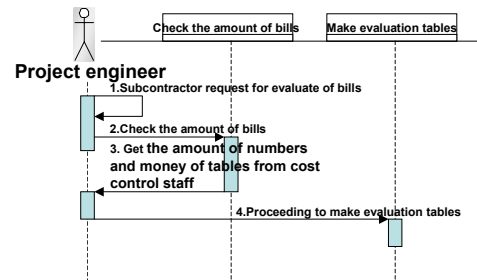 Check the amount of bills
Make evaluation tables
Project engineer
1.Subcontractor request for evaluate of bills
2.Check the amount of bills
3. Get the amount of numbers
and money of tables from cost
control staff
4.Proceeding to make evaluation tables